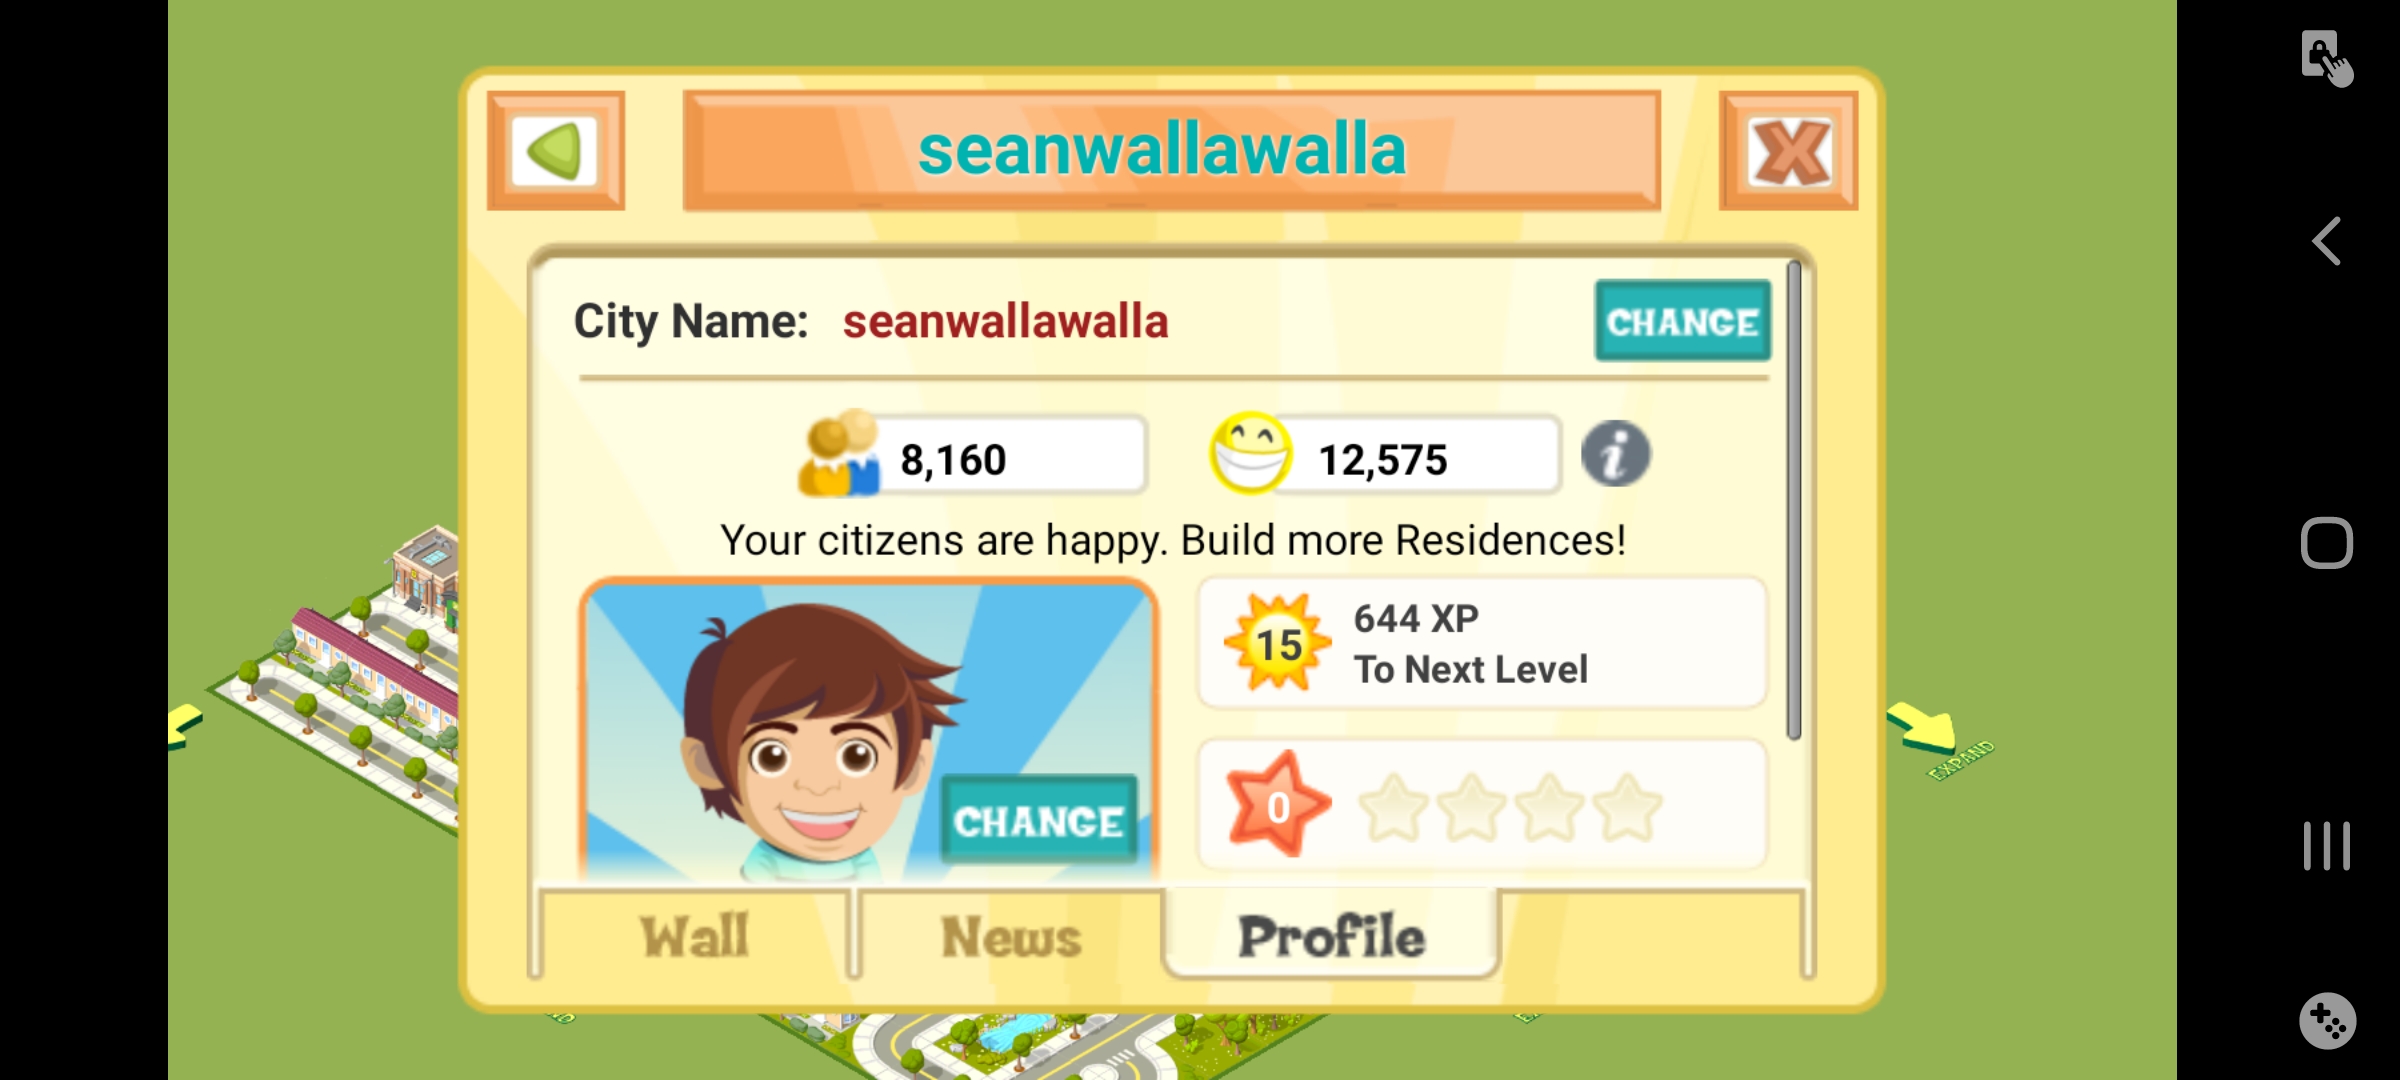 seanwallawalla
City Name: seanwallawalla CHANGE
8,160 12,575 i
Your citizens are happy. Build more Residences!
15 644 XP
To Next Level
0
CHANGE
EXPAND
Wall News Profile